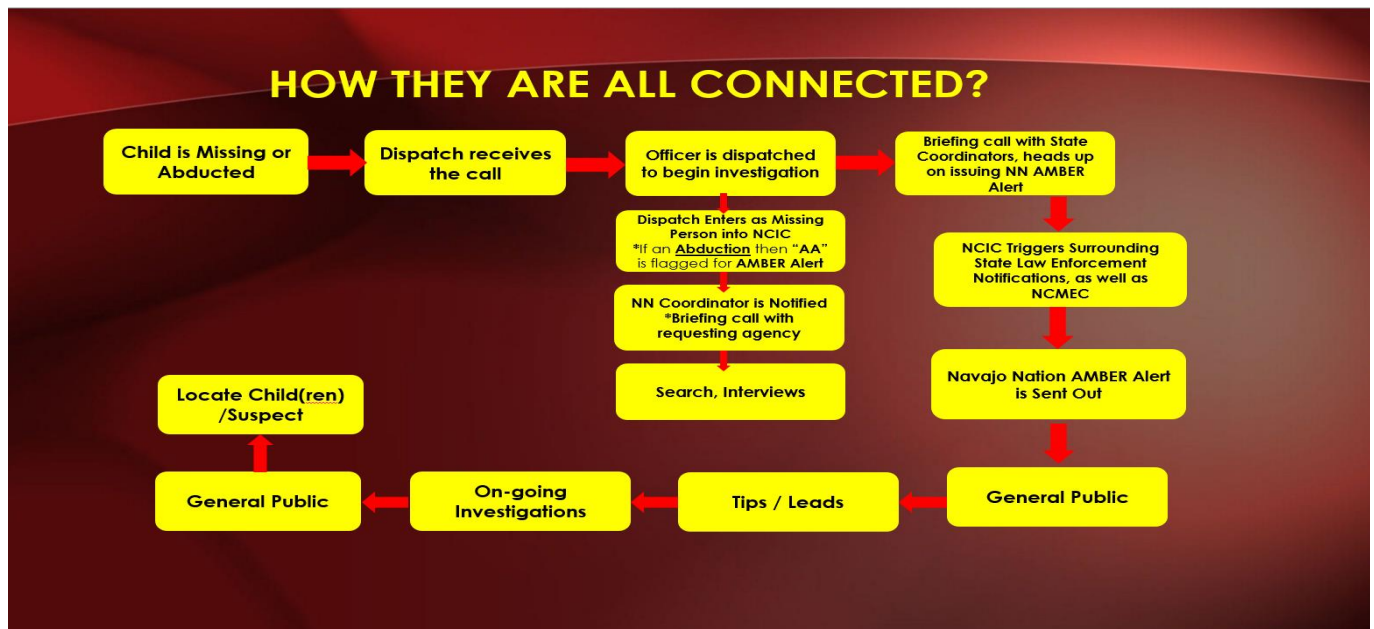 HOW THEY ARE ALL CONNECTED?
Child is Missing or
Abducted
Dispatch receives
the call
Officer is dispatched
to begin investigation
Briefing call with State
Coordinators, heads up
on issuing NN AMBER
Alert
Dispatch Enters as Missing
Person into NCIC
*If an Abduction then “AA”
is flagged for AMBER Alert
NN Coordinator is Notified
*Briefing call with
requesting agency
Search, Interviews
NCIC Triggers Surrounding
State Law Enforcement
Notifications, as well as
NCMEC
Navajo Nation AMBER Alert
is Sent Out
General Public
Tips / Leads
On-going
Investigations
General Public
Locate Child(ren)
/Suspect